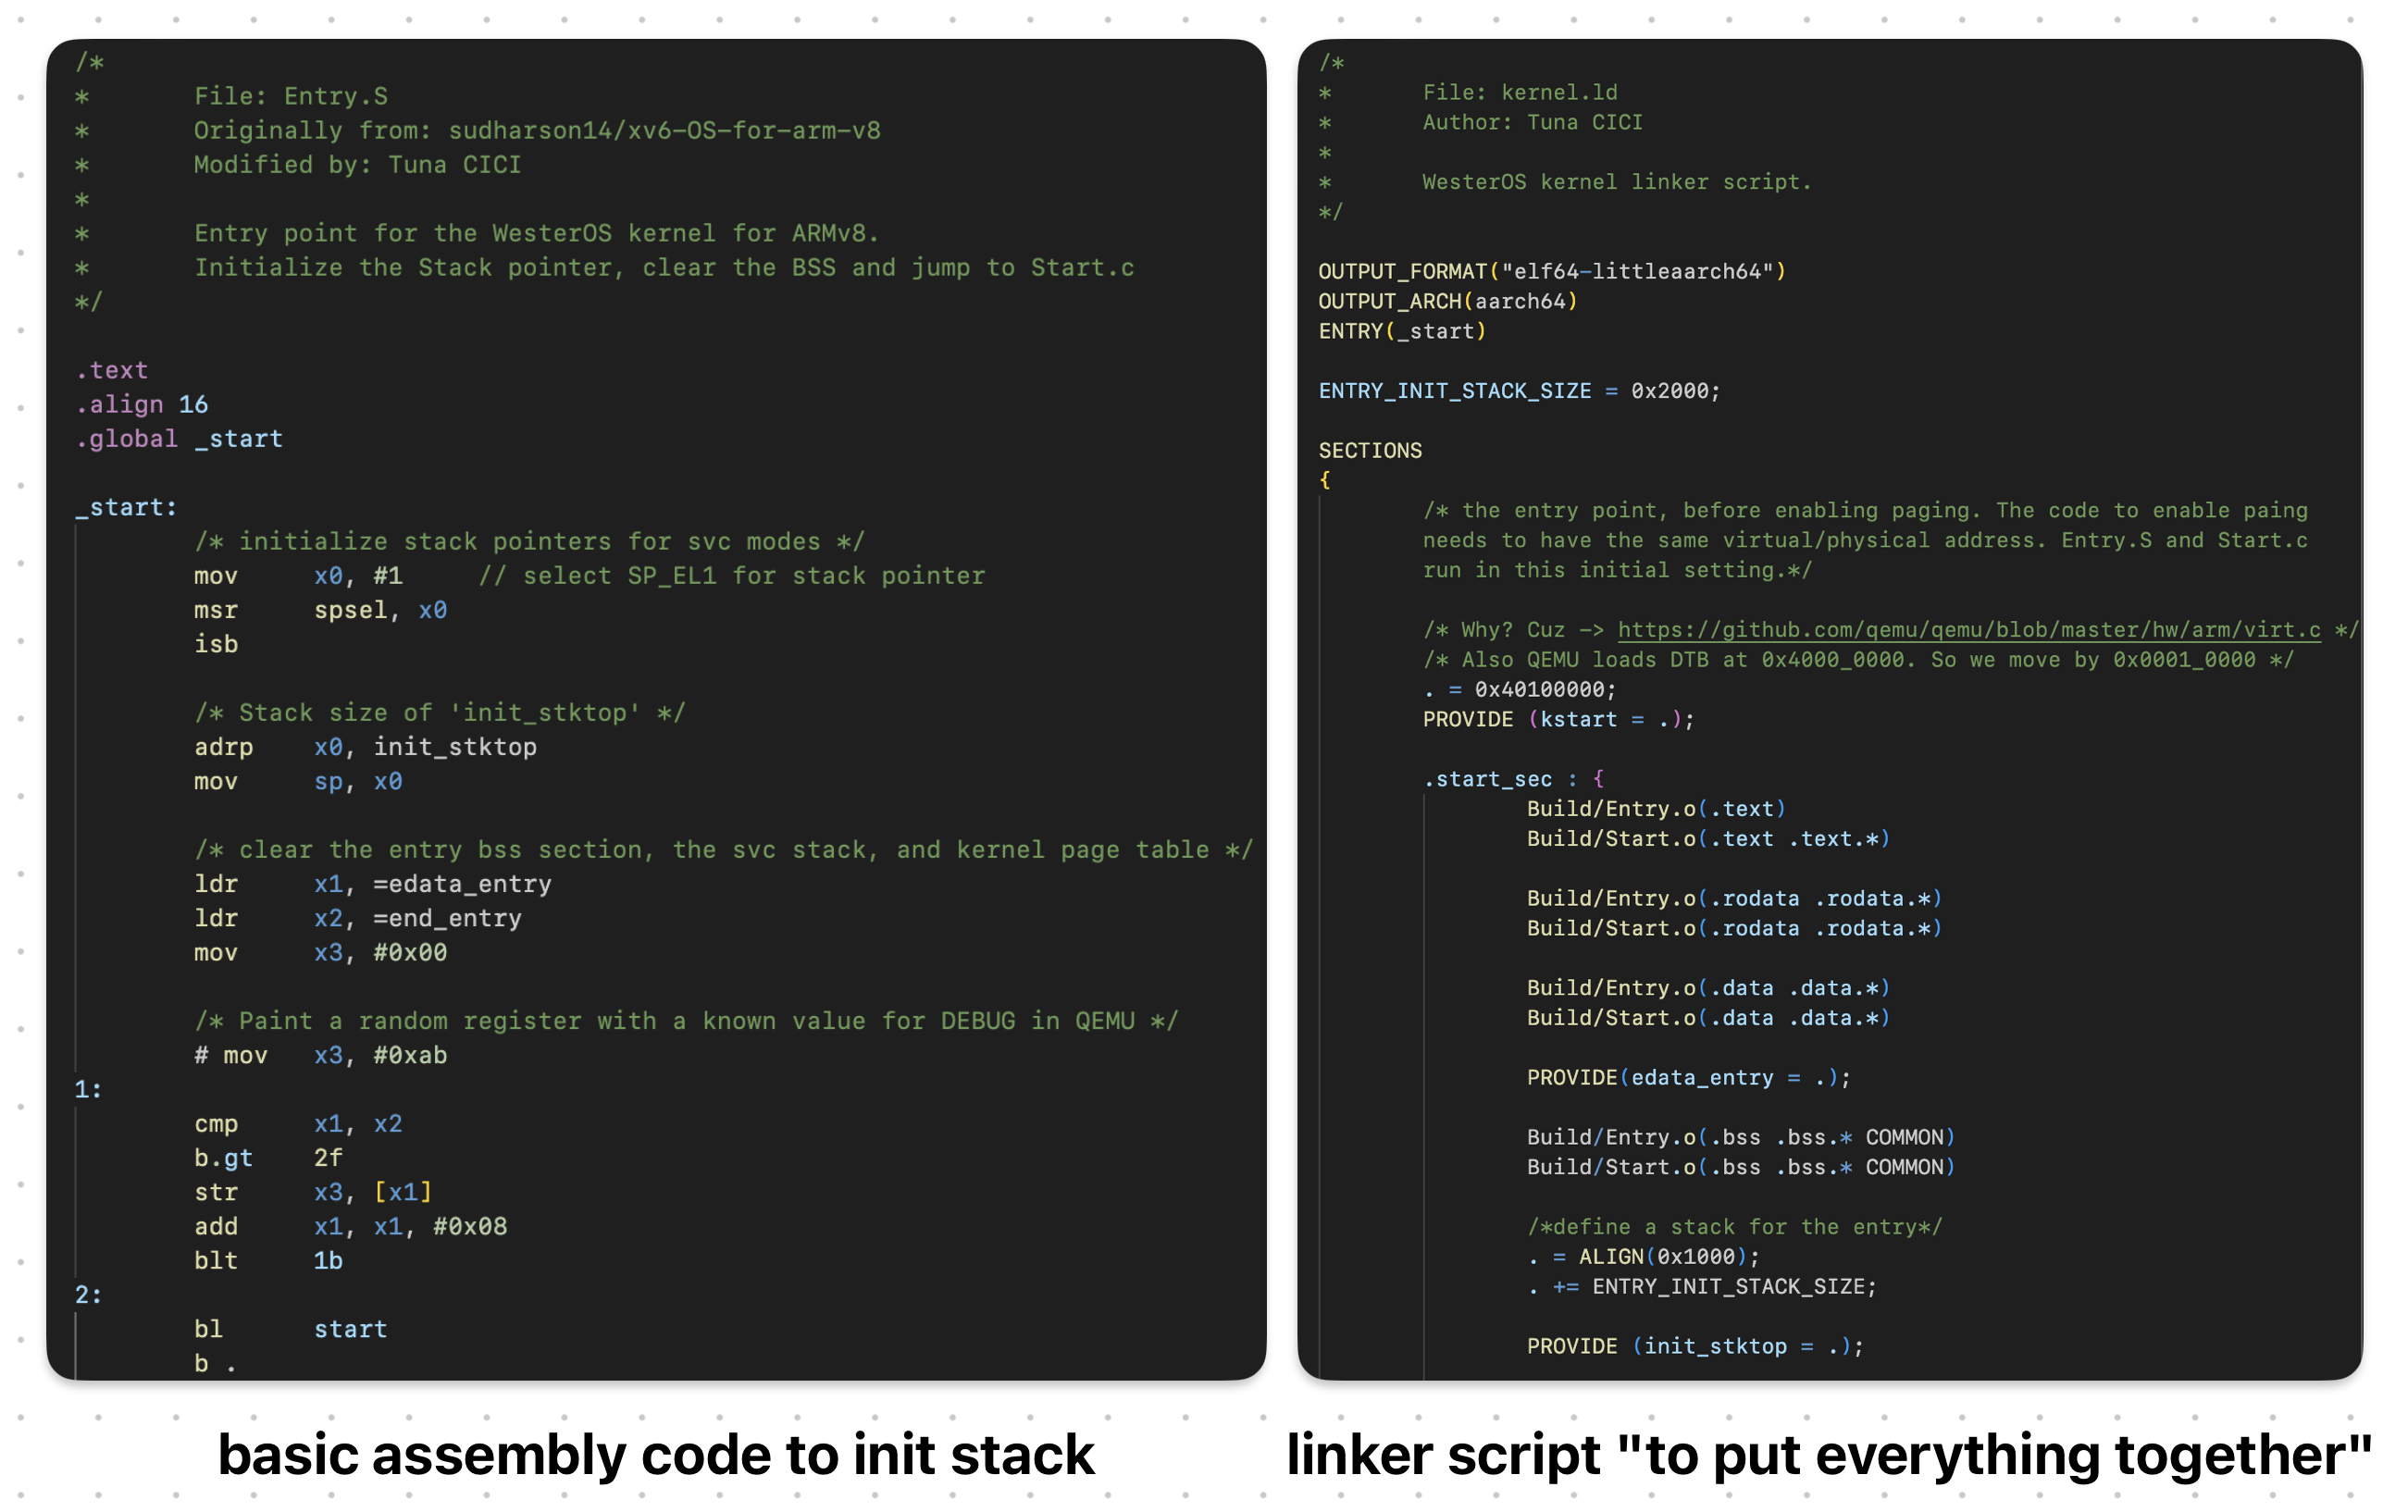 /*
*       File: Entry.S
*       Originally from: sudharson14/xv6-OS-for-arm-v8
*       Modified by: Tuna CICI
*
*       Entry point for the WesterOS kernel for ARMv8.
*       Initialize the Stack pointer, clear the BSS and jump to Start.c
*/

.text
.align 16
.global _start

_start:
        /* initialize stack pointers for svc modes */
        mov     x0, #1     // select SP_EL1 for stack pointer
        msr     spsel, x0
        isb

        /* Stack size of 'init_stktop' */
        adrp    x0, init_stktop
        mov     sp, x0

        /* clear the entry bss section, the svc stack, and kernel page table */
        ldr     x1, =edata_entry
        ldr     x2, =end_entry
        mov     x3, #0x00

        /* Paint a random register with a known value for DEBUG in QEMU */
        # mov   x3, #0xab
1:
        cmp     x1, x2
        b.gt    2f
        str     x3, [x1]
        add     x1, x1, #0x08
        blt     1b
2:
        bl      start
        b .
basic assembly code to init stack
/*
*       File: kernel.ld
*       Author: Tuna CICI
*
*       WesterOS kernel linker script.
*/

OUTPUT_FORMAT("elf64-littleaarch64")
OUTPUT_ARCH(aarch64)
ENTRY(_start)

ENTRY_INIT_STACK_SIZE = 0x2000;

SECTIONS
{
        /* the entry point, before enabling paging. The code to enable paing
        needs to have the same virtual/physical address. Entry.S and Start.c
        run in this initial setting.*/

        /* Why? Cuz -> https://github.com/qemu/qemu/blob/master/hw/arm/virt.c */
        /* Also QEMU loads DTB at 0x4000_0000. So we move by 0x0001_0000 */
        . = 0x40100000;
        PROVIDE (kstart = .);

        .start_sec : {
                Build/Entry.o(.text)
                Build/Start.o(.text .text.*)

                Build/Entry.o(.rodata .rodata.*)
                Build/Start.o(.rodata .rodata.*)

                Build/Entry.o(.data .data.*)
                Build/Start.o(.data .data.*)

                PROVIDE(edata_entry = .);

                Build/Entry.o(.bss .bss.* COMMON)
                Build/Start.o(.bss .bss.* COMMON)

                /*define a stack for the entry*/
                . = ALIGN(0x1000);
                . += ENTRY_INIT_STACK_SIZE;

                PROVIDE (init_stktop = .);
linker script "to put everything together"